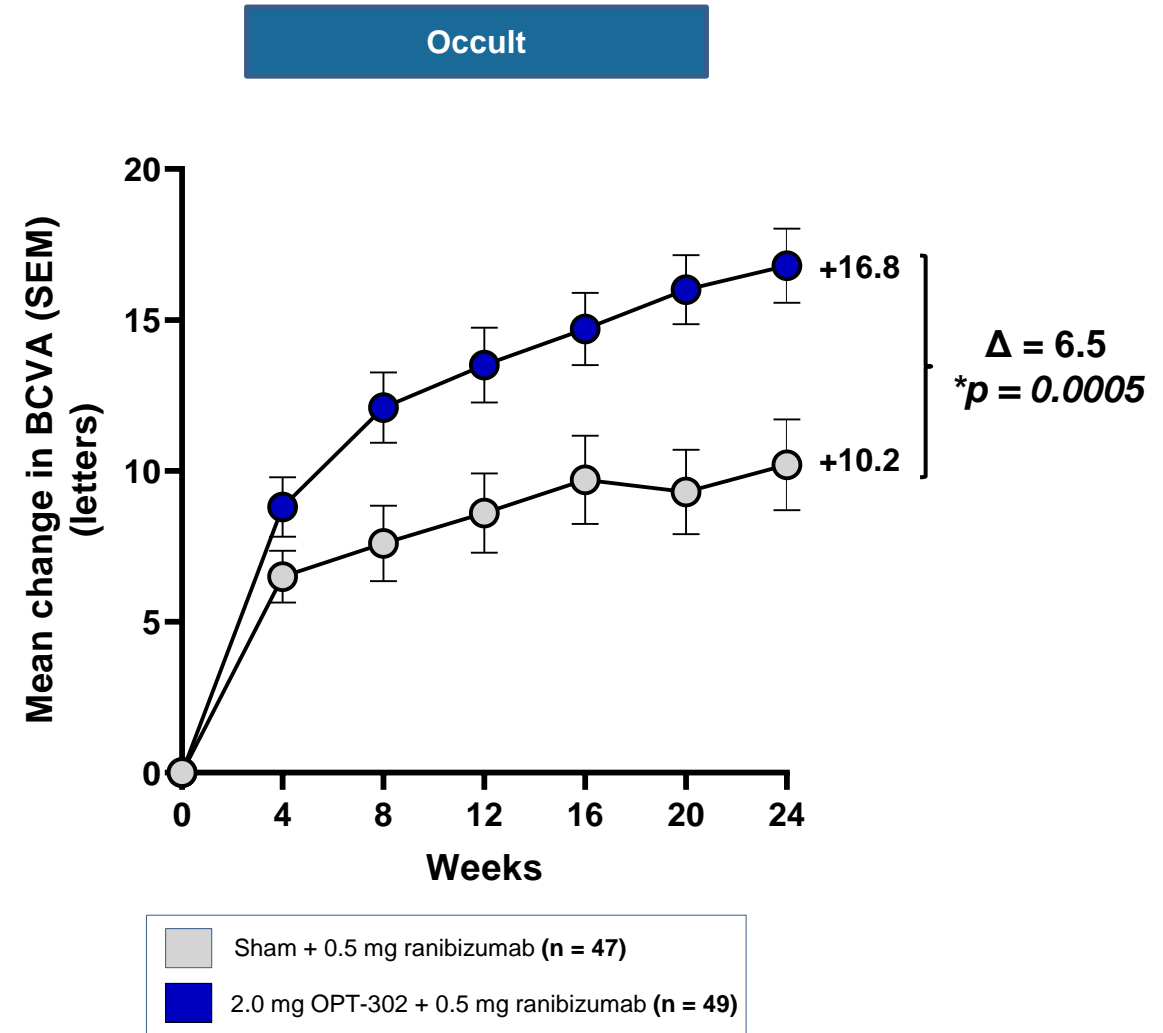 Occult
Mean change in BCVA (SEM)
(letters)
20
15
10
5
0
0 4 8 12 16 20 24
Weeks
+16.8
+10.2
Δ = 6.5
*p = 0.0005
Sham + 0.5 mg ranibizumab (n = 47)
2.0 mg OPT-302 + 0.5 mg ranibizumab (n = 49)